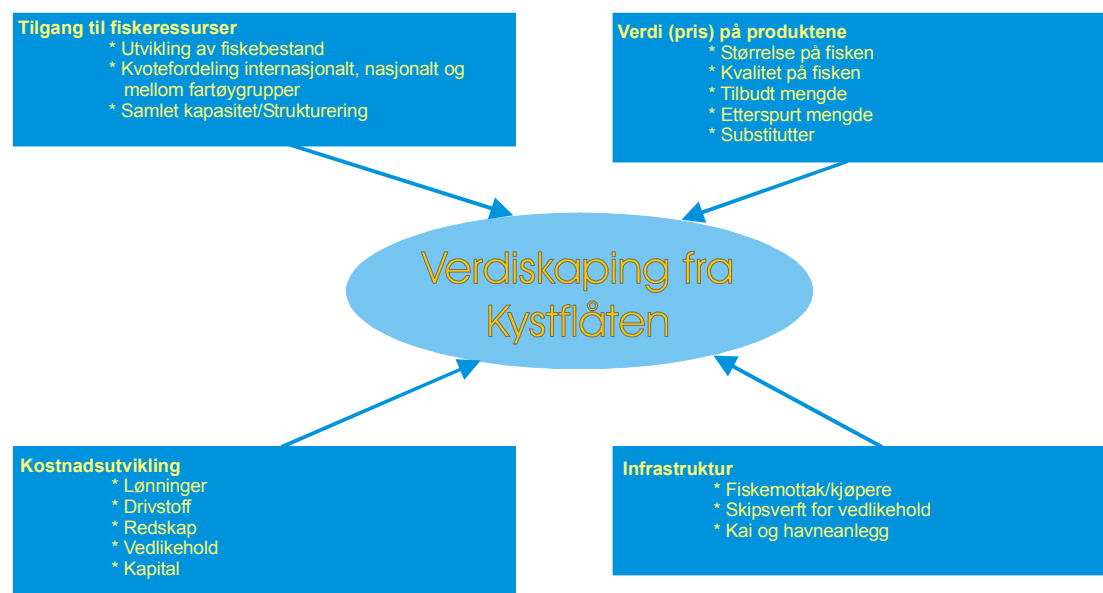 Tilgang til fiskeressurser
* Utvikling av fiskebestand
* Kvotefordeling internasjonalt, nasjonalt og
mellom fartøygrupper
* Samlet kapasitet/Strukturering
Verdi (pris) på produktene
* Størrelse på fisken
* Kvalitet på fisken
* Tilbudt mengde
* Etterspurt mengde
* Substitutter
Verdiskaping fra
Kystflåten
Kostnadsutvikling
* Lønninger
* Drivstoff
* Redskap
* Vedlikehold
* Kapital
Infrastruktur
* Fiskemottak/kjøpere
* Skipsverft for vedlikehold
* Kai og havneanlegg